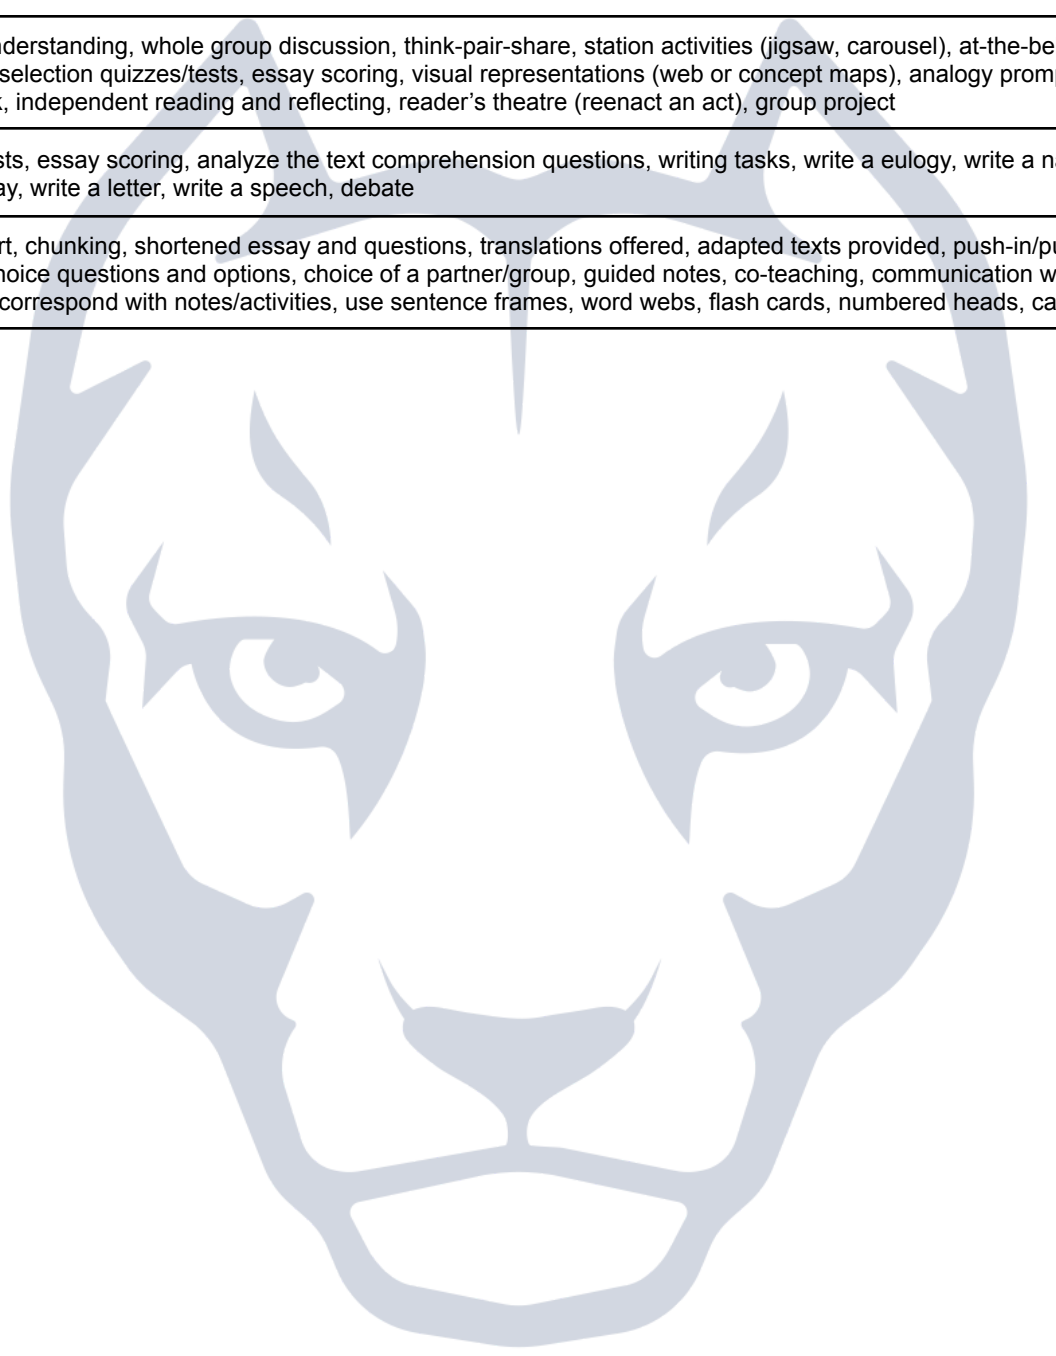 nderstanding, whole group discussion, think-pair-share, station activities (jigsaw, carousel), at-the-be
selection quizzes/tests, essay scoring, visual representations (web or concept maps), analogy prom
, independent reading and reflecting, reader’s theatre (reenact an act), group project
sts, essay scoring, analyze the text comprehension questions, writing tasks, write a eulogy, write a n
ay, write a letter, write a speech, debate
rt, chunking, shortened essay and questions, translations offered, adapted texts provided, push-in/pu
hoice questions and options, choice of a partner/group, guided notes, co-teaching, communication w
correspond with notes/activities, use sentence frames, word webs, flash cards, numbered heads, ca